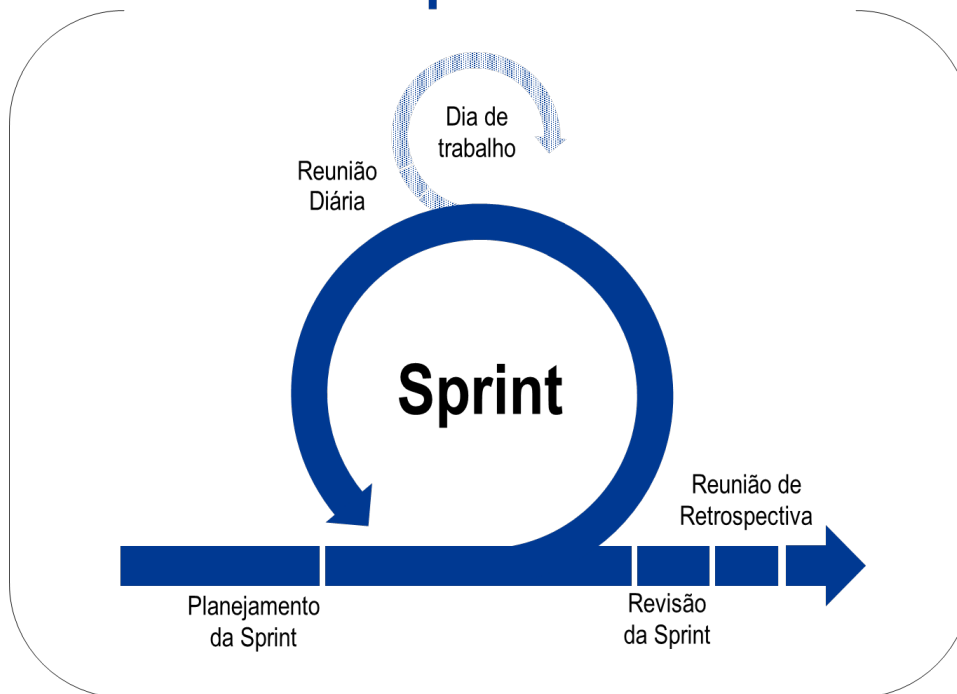 Dia de
trabalho
Reunião
Diária
Sprint
Reunião de
Retrospectiva
Planejamento
da Sprint
Revisão
da Sprint